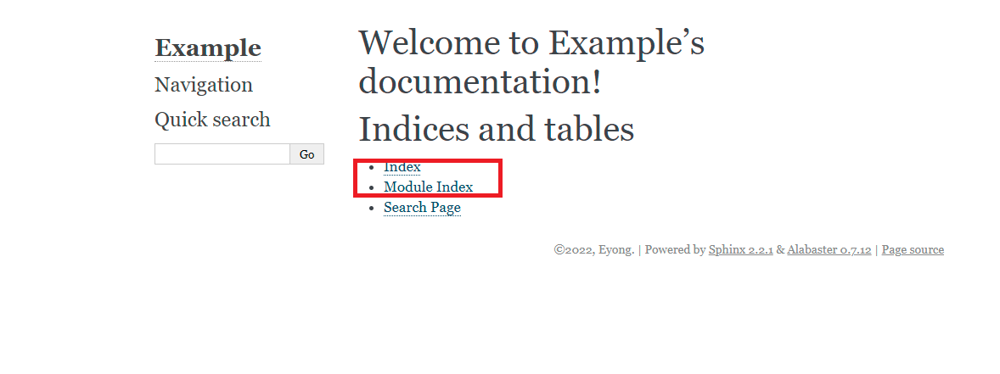 Example
Navigation
Quick search
Go
Welcome to Example’s
documentation!
Indices and tables
Index
Module Index
Search Page
©2022, Eyong. | Powered by Sphinx 2.2.1 & Alabaster 0.7.12 | Page source